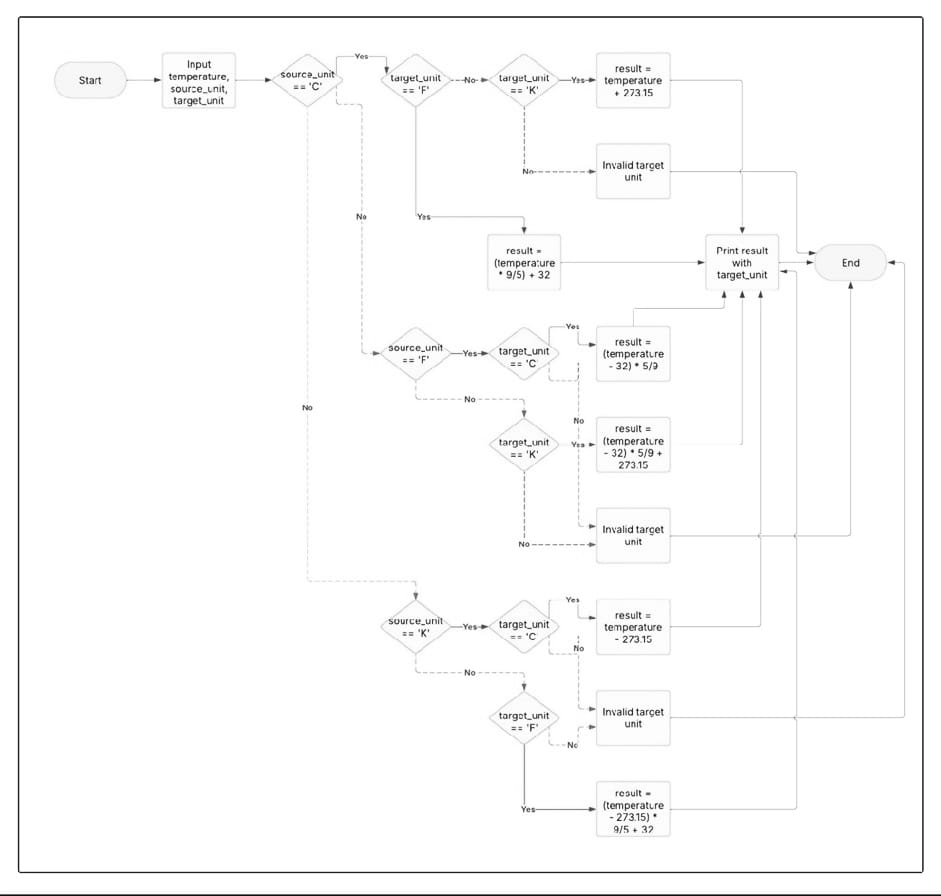 Start
Input
temperature,
source_unit,
target_unit
source_unit
== 'C'
Yes
target_unit
== 'F'
No
target_unit
== 'K'
Yes
result =
temperature
+ 273.15
No
Invalid target
unit
No
Yes
result =
(temperature
* 9/5) + 32
Print result
with
target_unit
End
source_unit
== 'F'
Yes
target_unit
== 'C'
Yes
result =
(temperature
- 32) * 5/9
No
No
No
target_unit
== 'K'
Yes
result =
(temperature
- 32) * 5/9 +
273.15
No
Invalid target
unit
source_unit
== 'K'
Yes
target_unit
== 'C'
Yes
result =
temperature
- 273.15
No
No
target_unit
== 'F'
No
Invalid target
unit
Yes
result =
(temperature
- 273.15) *
9/5 + 32